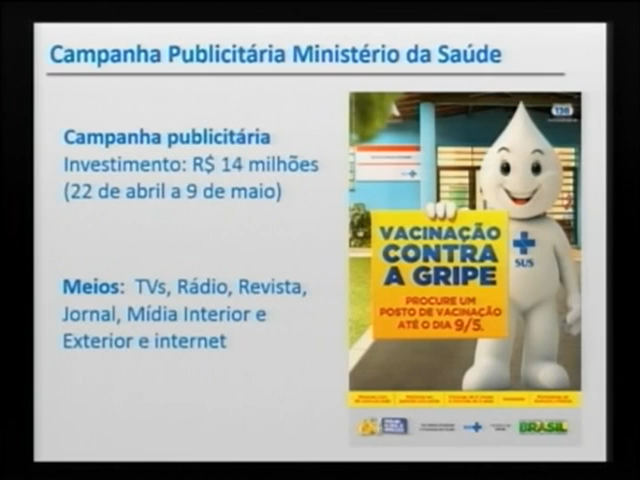 Campanha Publicitária Ministério da Saúde
Campanha publicitária
Investimento: R$ 14 milhões
(22 de abril a 9 de maio)
Meios: TVs, Rádio, Revista,
Jornal, Mídia Interior e
Exterior e internet
136
VACINAÇÃO
CONTRA
A GRIPE
PROCURE UM
POSTO DE VACINAÇÃO
ATÉ O DIA 9/5.
SUS
BRASIL